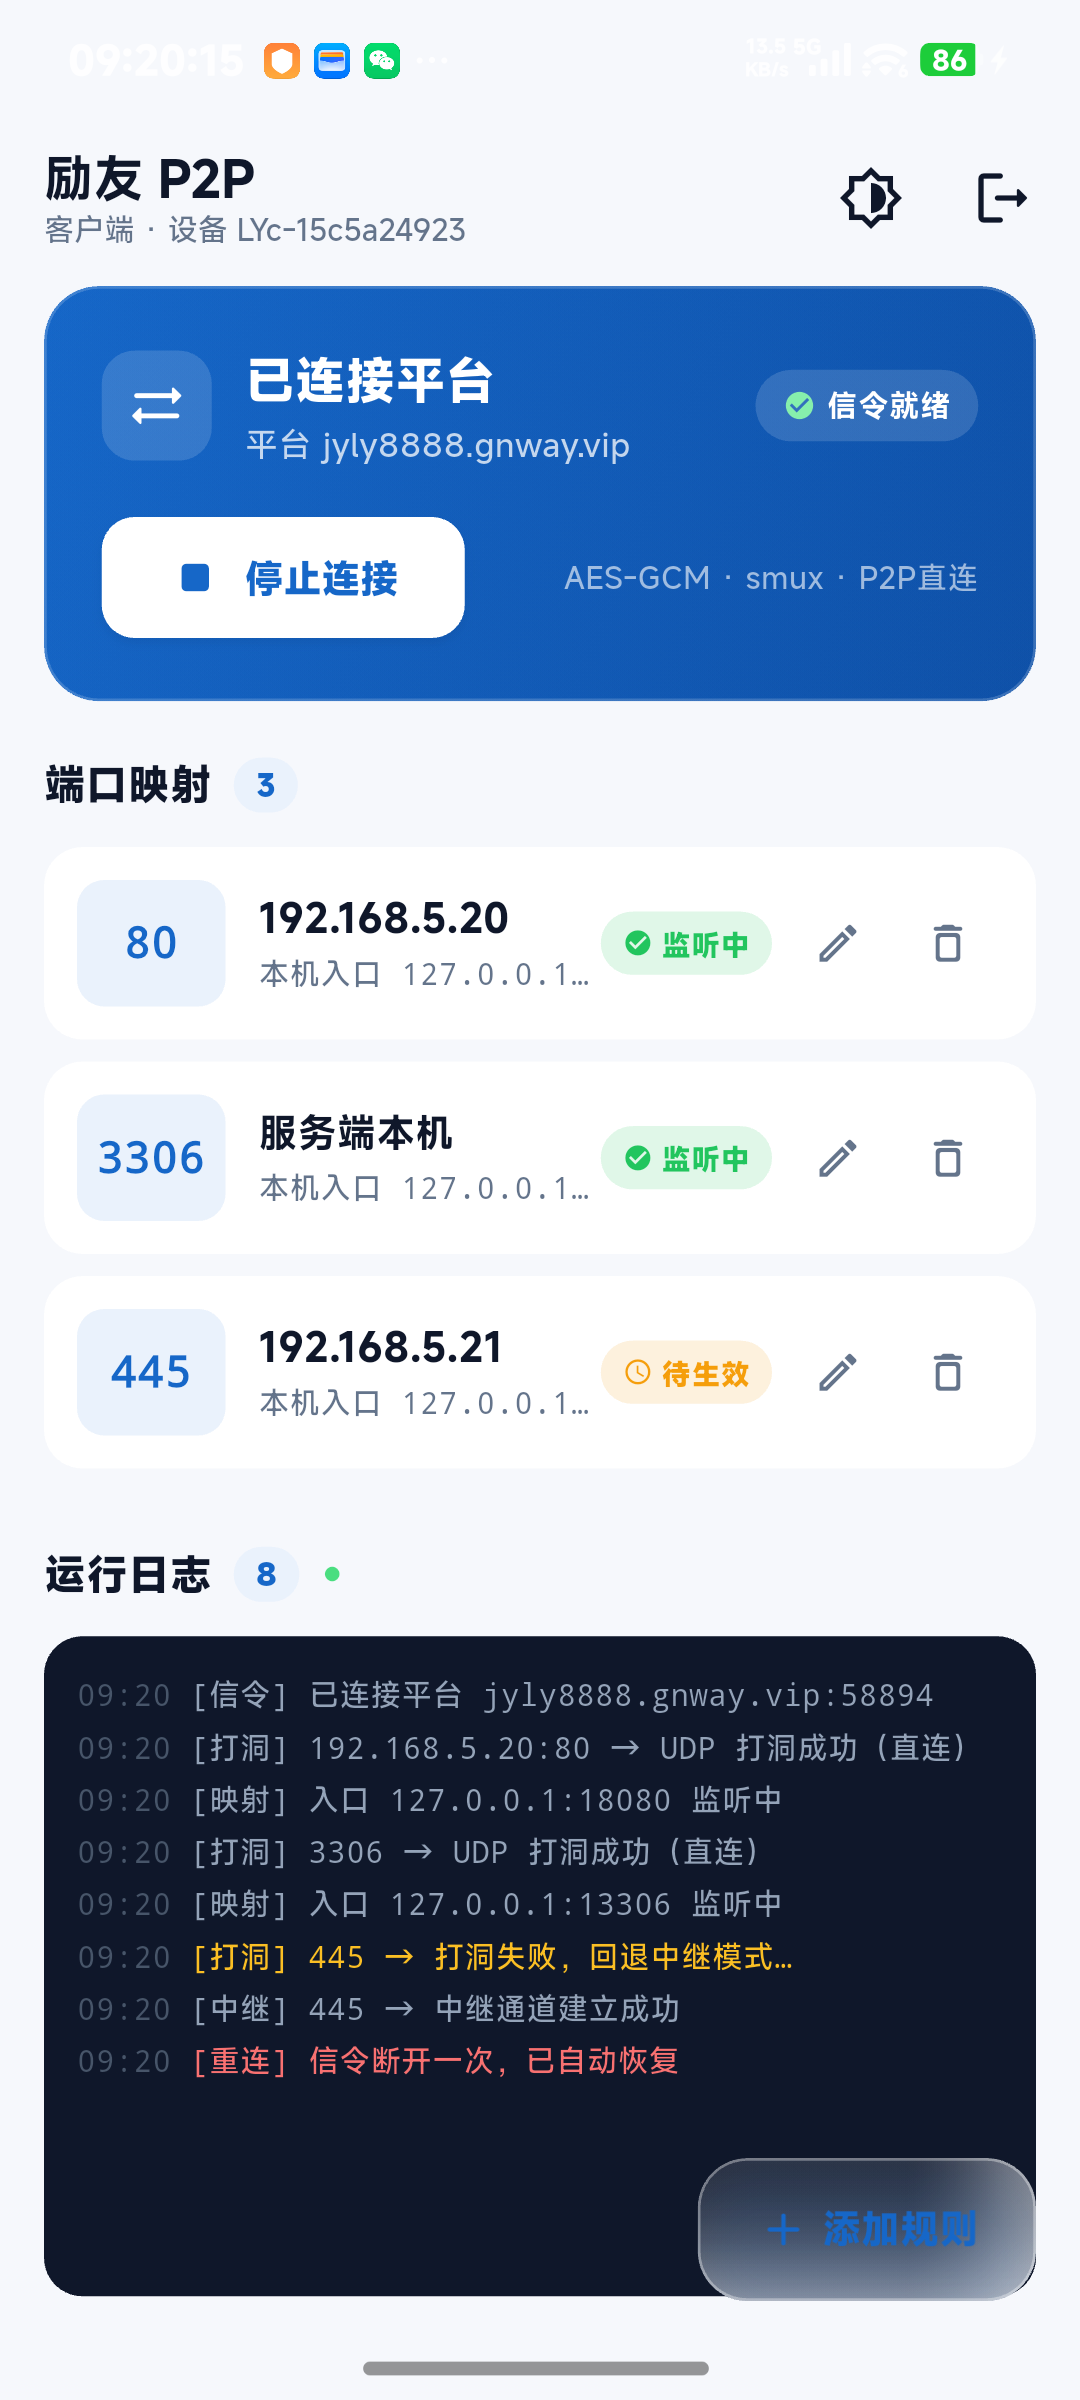 09:20:15
13.5 5G
KB/s
6
86
励友 P2P
客户端 · 设备 LYc-15c5a24923
已连接平台
平台 jyly8888.gnway.vip
信令就绪
停止连接
AES-GCM · smux · P2P直连
端口映射 3
80
192.168.5.20
本机入口 127.0.0.1…
监听中
3306
服务端本机
本机入口 127.0.0.1…
监听中
445
192.168.5.21
本机入口 127.0.0.1…
待生效
运行日志 8
09:20 [信令] 已连接平台 jyly8888.gnway.vip:58894
09:20 [打洞] 192.168.5.20:80 → UDP 打洞成功 (直连)
09:20 [映射] 入口 127.0.0.1:18080 监听中
09:20 [打洞] 3306 → UDP 打洞成功 (直连)
09:20 [映射] 入口 127.0.0.1:13306 监听中
09:20 [打洞] 445 → 打洞失败, 回退中继模式…
09:20 [中继] 445 → 中继通道建立成功
09:20 [重连] 信令断开一次, 已自动恢复
+ 添加规则